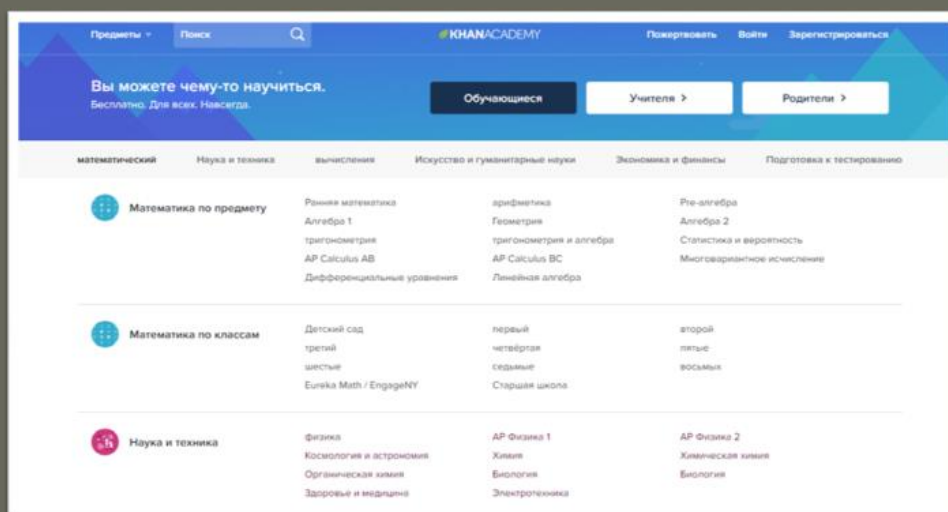 Предметы
Поиск
KHANACADEMY
Пожертвовать
Войти
Зарегистрироваться
Вы можете чему-то научиться.
Бесплатно. Для всех. Навсегда.
Обучающиеся
Учителя >
Родители >
математический
Наука и техника
вычисления
Искусство и гуманитарные науки
Экономика и финансы
Подготовка к тестированию
Математика по предмету
Ранняя математика
арифметика
Pre-алгебра
Алгебра 1
Геометрия
Алгебра 2
тригонометрия
тригонометрия и алгебра
Статистика и вероятность
AP Calculus AB
AP Calculus BC
Многовариантное исчисление
Дифференциальные уравнения
Линейная алгебра
Математика по классам
Детский сад
первый
второй
третий
четвёртая
пятые
шестые
седьмые
восьмых
Eureka Math / EngageNY
Старшая школа
Наука и техника
физика
AP Физика 1
AP Физика 2
Космология и астрономия
Химия
Химическая химия
Органическая химия
Биология
Биология
Здоровье и медицина
Электротехника